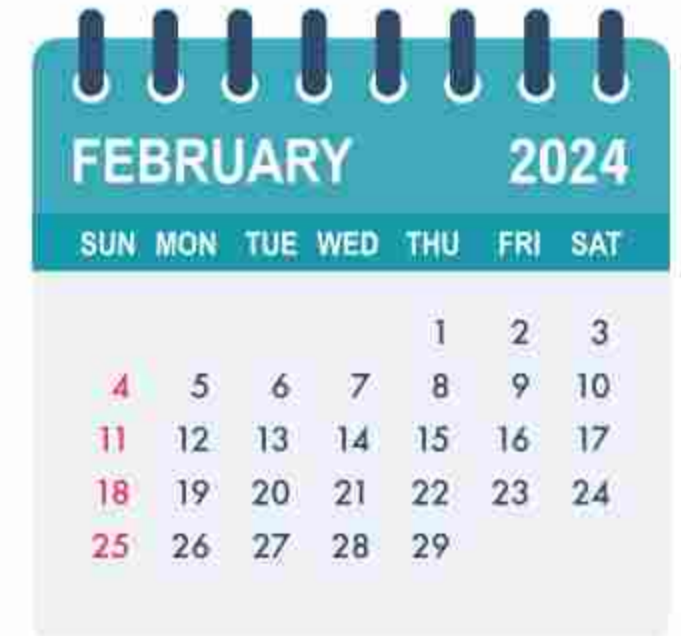 FEBRUARY 2024
SUN MON TUE WED THU FRI SAT
1 2 3
4 5 6 7 8 9 10
11 12 13 14 15 16 17
18 19 20 21 22 23 24
25 26 27 28 29